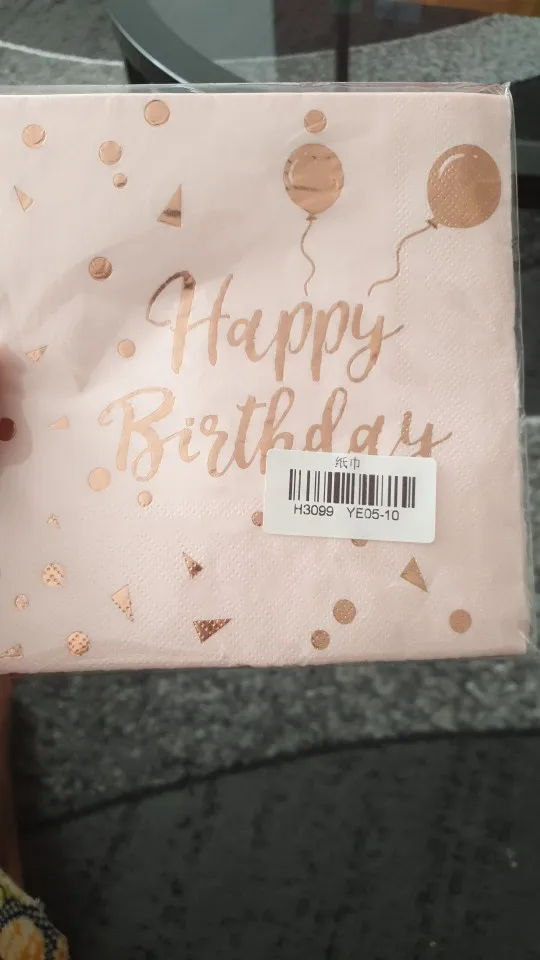 Happy
Birthday
纸巾
H3099 YE05-10